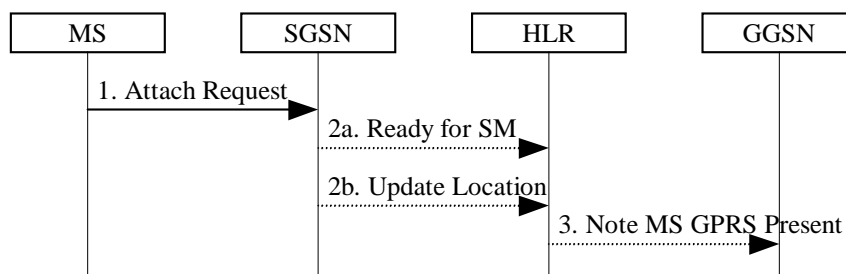 MS
SGSN
HLR
GGSN
1. Attach Request
2a. Ready for SM
2b. Update Location
3. Note MS GPRS Present